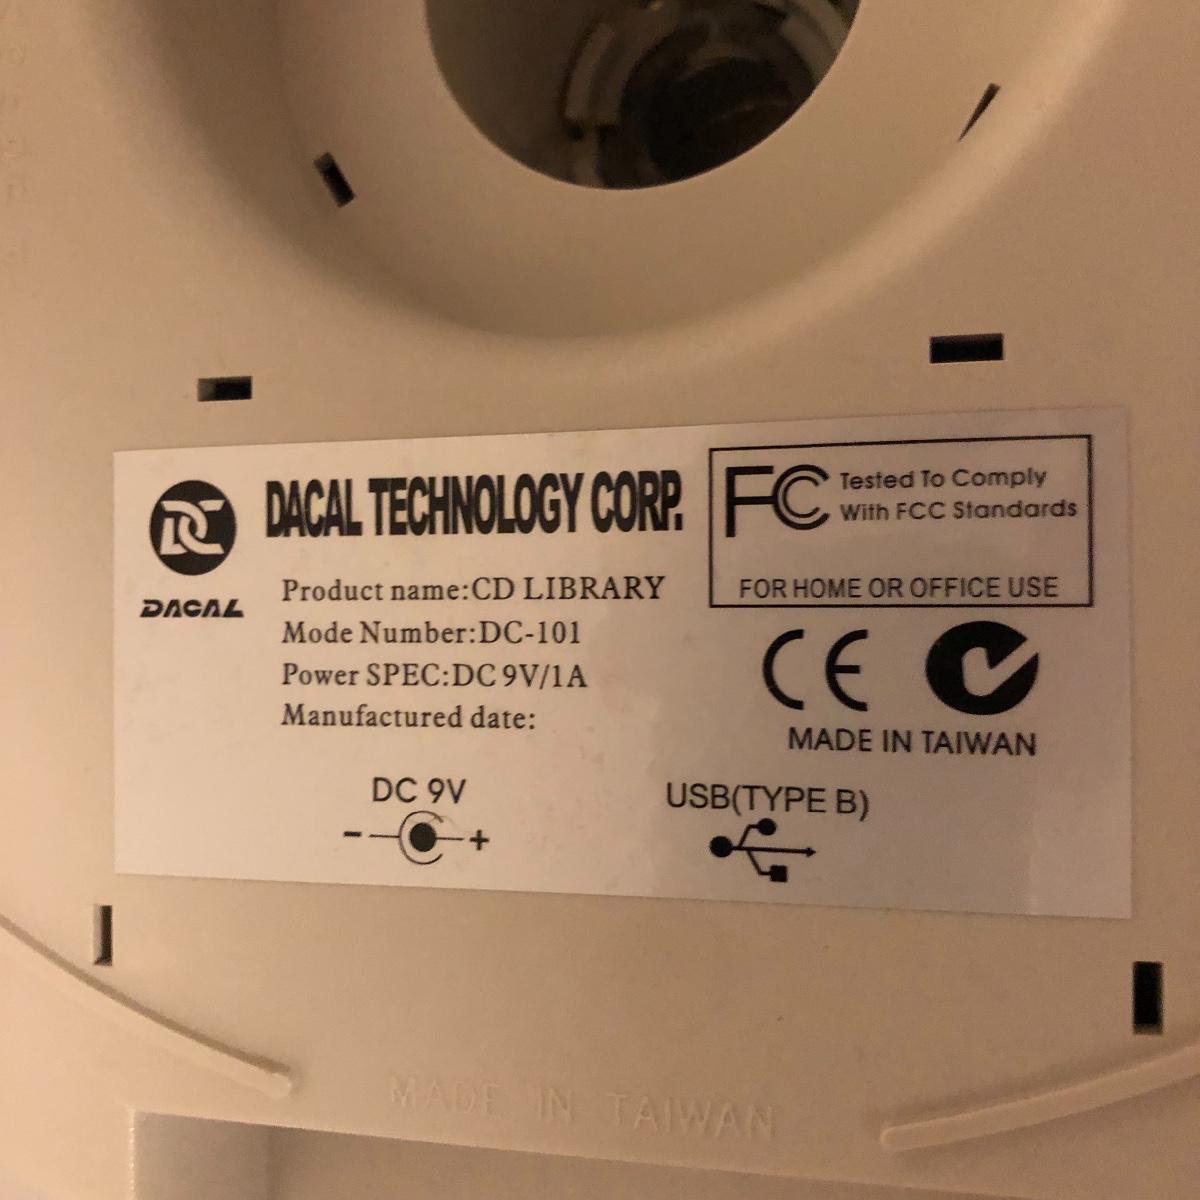 DC
DACAL
DACAL TECHNOLOGY CORP.
Product name:CD LIBRARY
Mode Number:DC-101
Power SPEC:DC 9V/1A
Manufactured date:
FC Tested To Comply
With FCC Standards
FOR HOME OR OFFICE USE
CE
MADE IN TAIWAN
DC 9V
- +
USB(TYPE B)
MADE IN TAIWAN